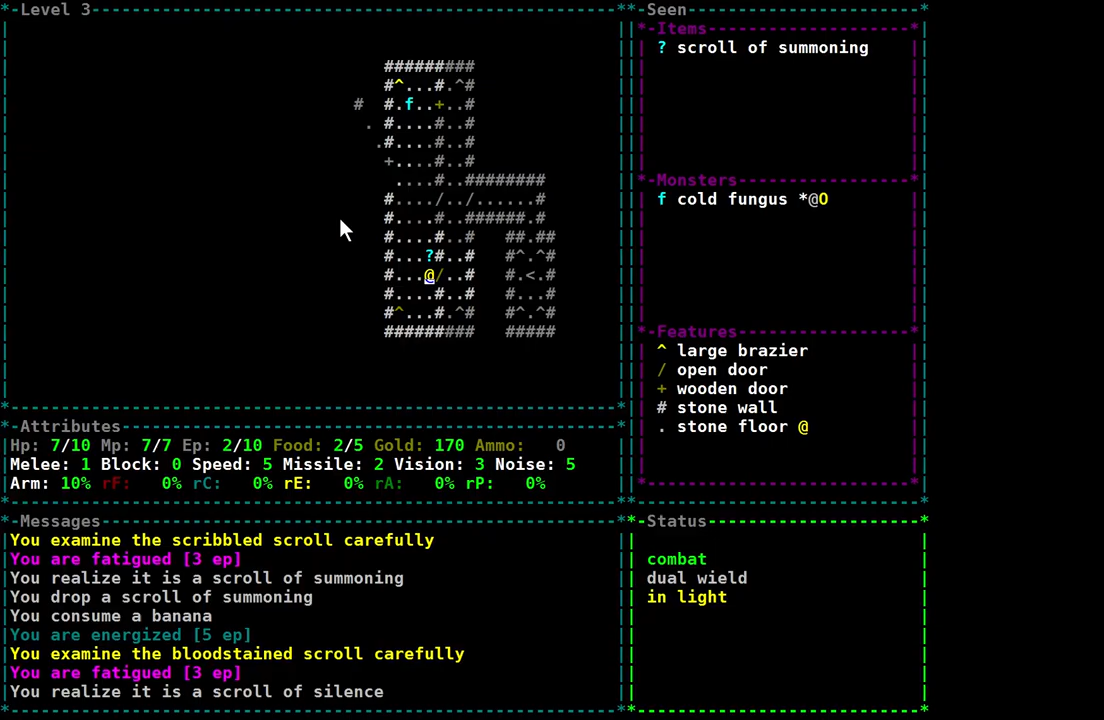 *-Level 3-----------------------------------------------------------**-Seen------------------------*
*-Items----------------------*
? scroll of summoning
#########
#^...#.^#
# #.f..+..#
. #....#..#
.#....#..#
+....#..#
....#..########
*-Monsters-------------------*
#..../../......#
f cold fungus *@O
#....#..######.#
#....#..# ##.##
#...?#..# #^.^#
#...@/..# #.<.#
#....#..# #...#
#^...#.^# #^.^#
######### #####
*-Features-------------------*
^ large brazier
/ open door
+ wooden door
# stone wall
. stone floor @
*-Attributes-----------------------------------------------------*
Hp: 7/10 Mp: 7/7 Ep: 2/10 Food: 2/5 Gold: 170 Ammo: 0
Melee: 1 Block: 0 Speed: 5 Missile: 2 Vision: 3 Noise: 5
Arm: 10% rF: 0% rC: 0% rE: 0% rA: 0% rP: 0%
*-Messages-----------------------------------------------------**-Status----------------------*
You examine the scribbled scroll carefully
You are fatigued [3 ep]
combat
You realize it is a scroll of summoning
dual wield
You drop a scroll of summoning
in light
You consume a banana
You are energized [5 ep]
You examine the bloodstained scroll carefully
You are fatigued [3 ep]
You realize it is a scroll of silence